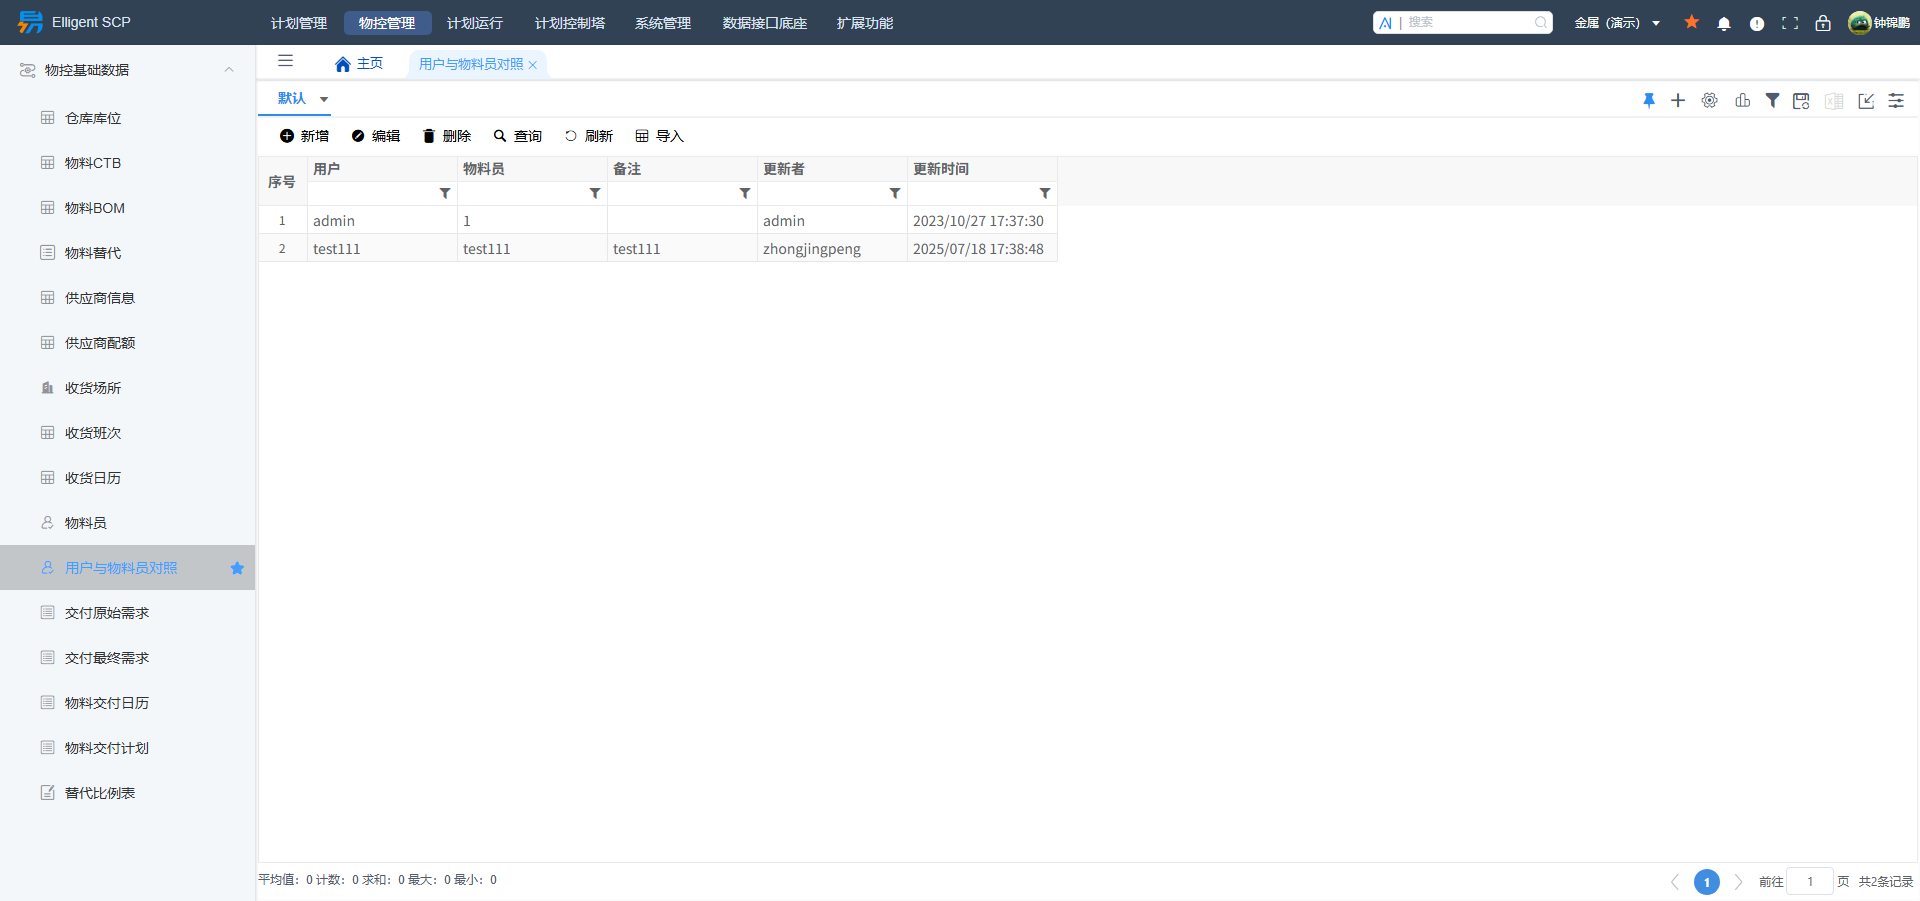 易 Elligent SCP 计划管理 物控管理 计划运行 计划控制塔 系统管理 数据接口底座 扩展功能 AI | 搜索 金属（演示） 钟锦鹏
物控基础数据
仓库库位
物料CTB
物料BOM
物料替代
供应商信息
供应商配额
收货场所
收货班次
收货日历
物料员
用户与物料员对照
交付原始需求
交付最终需求
物料交付日历
物料交付计划
替代比例表
主页 用户与物料员对照 ×
默认
新增 编辑 删除 查询 刷新 导入
序号 用户 物料员 备注 更新者 更新时间
1 admin 1 admin 2023/10/27 17:37:30
2 test111 test111 test111 zhongjingpeng 2025/07/18 17:38:48
平均值：0 计数：0 求和：0 最大：0 最小：0 1 前往 1 页 共2条记录